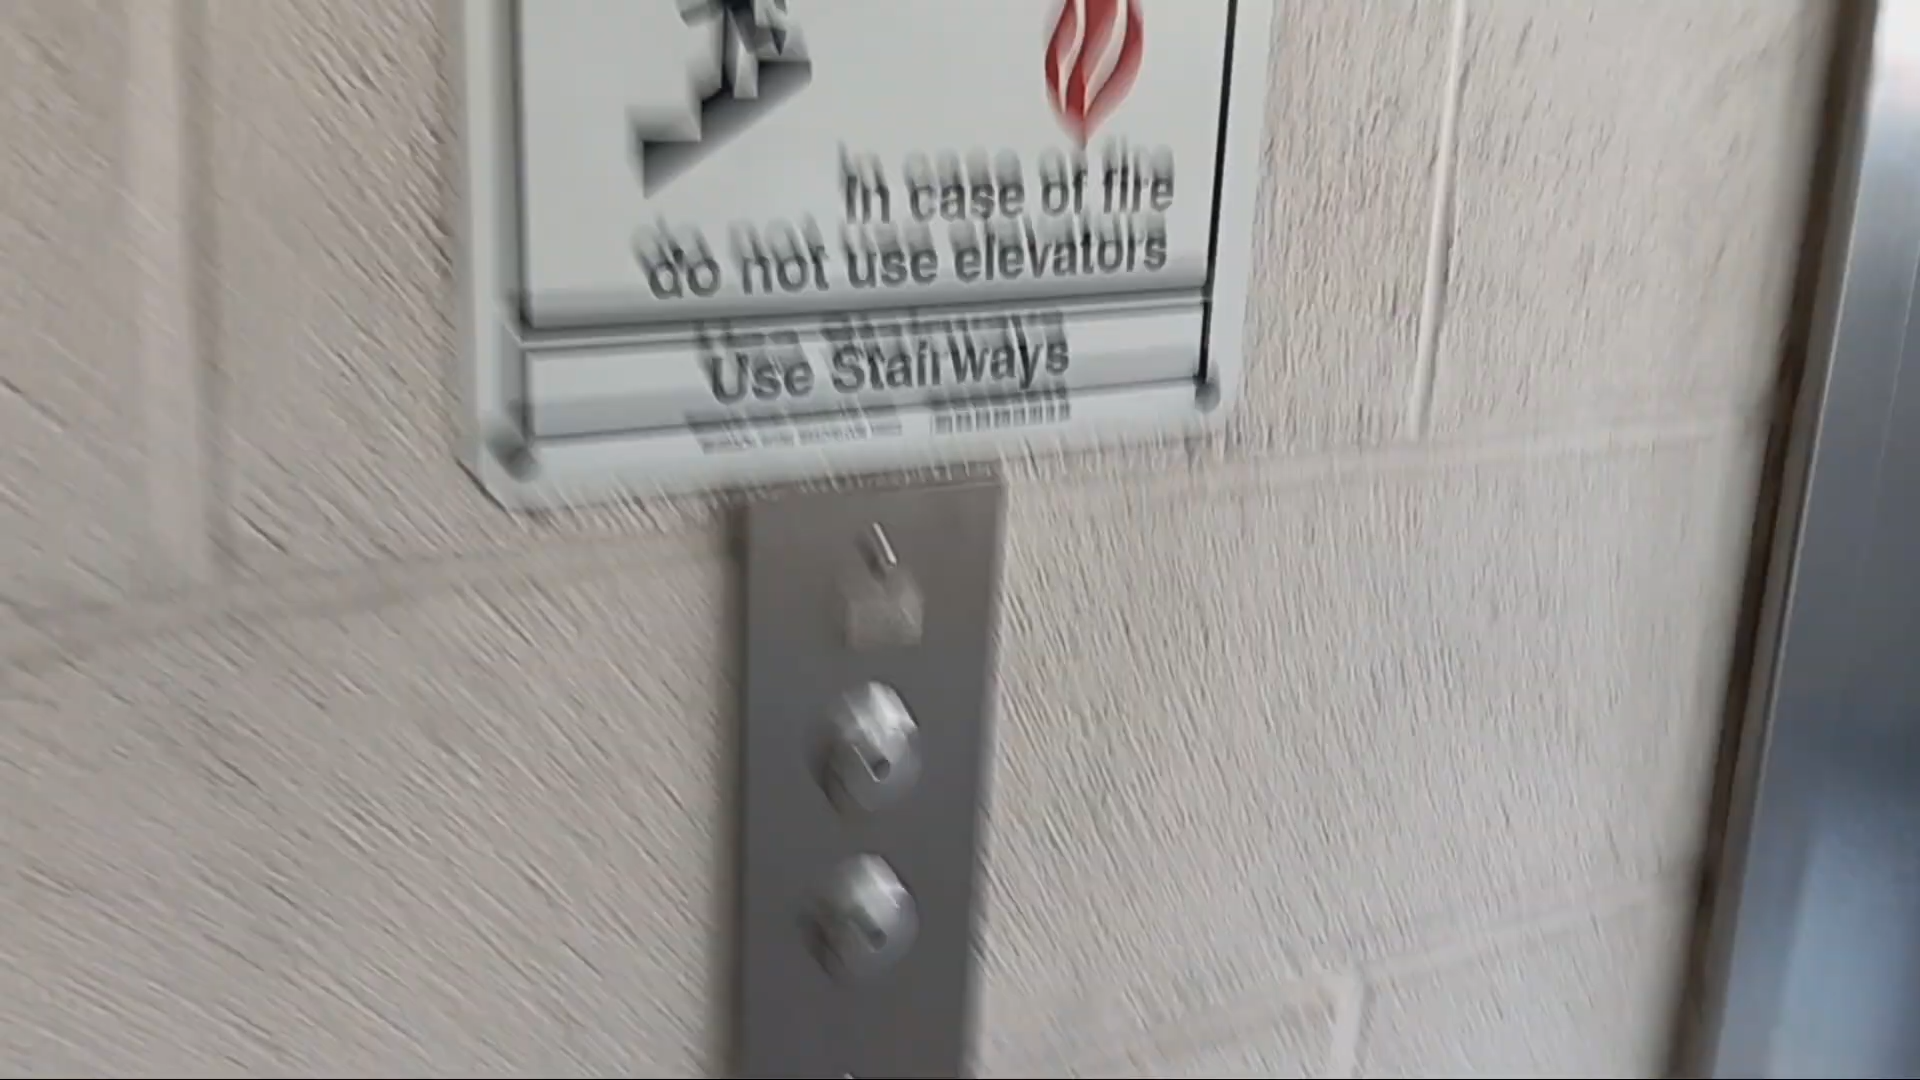 In case of fire
do not use elevators
Use Stairways